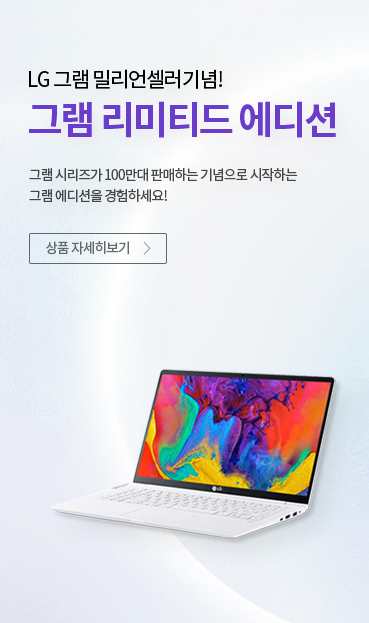 LG 그램 밀리언셀러기념!
그램 리미티드 에디션
그램 시리즈가 100만대 판매하는 기념으로 시작하는
그램 에디션을 경험하세요!
상품 자세히보기
LG